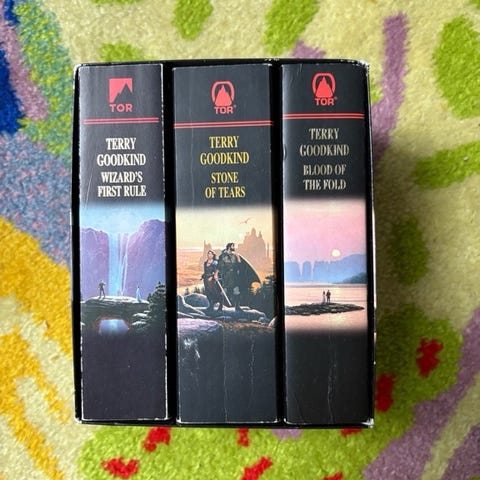 TOR
TERRY
GOODKIND
WIZARD'S
FIRST RULE
TOR
TERRY
GOODKIND
STONE
OF TEARS
TOR
TERRY
GOODKIND
BLOOD OF
THE FOLD